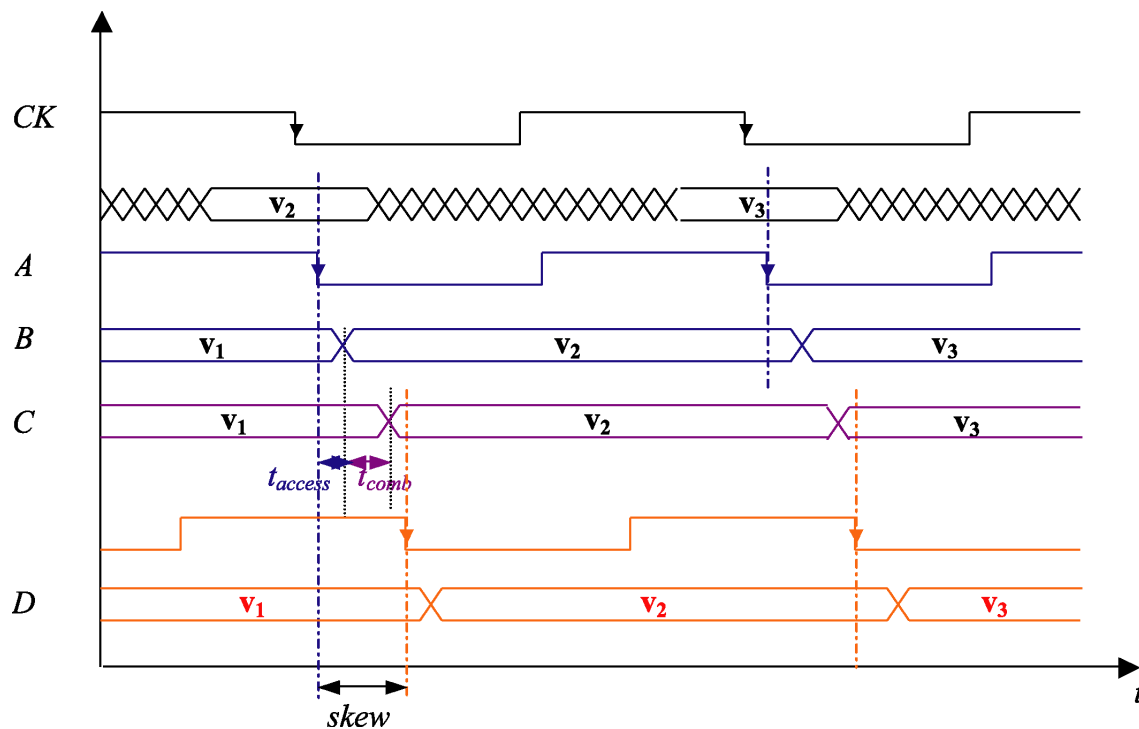 CK
v2 v3
A
B v1 v2 v3
C v1 v2 v3
taccess tcomb
D v1 v2 v3
t
skew